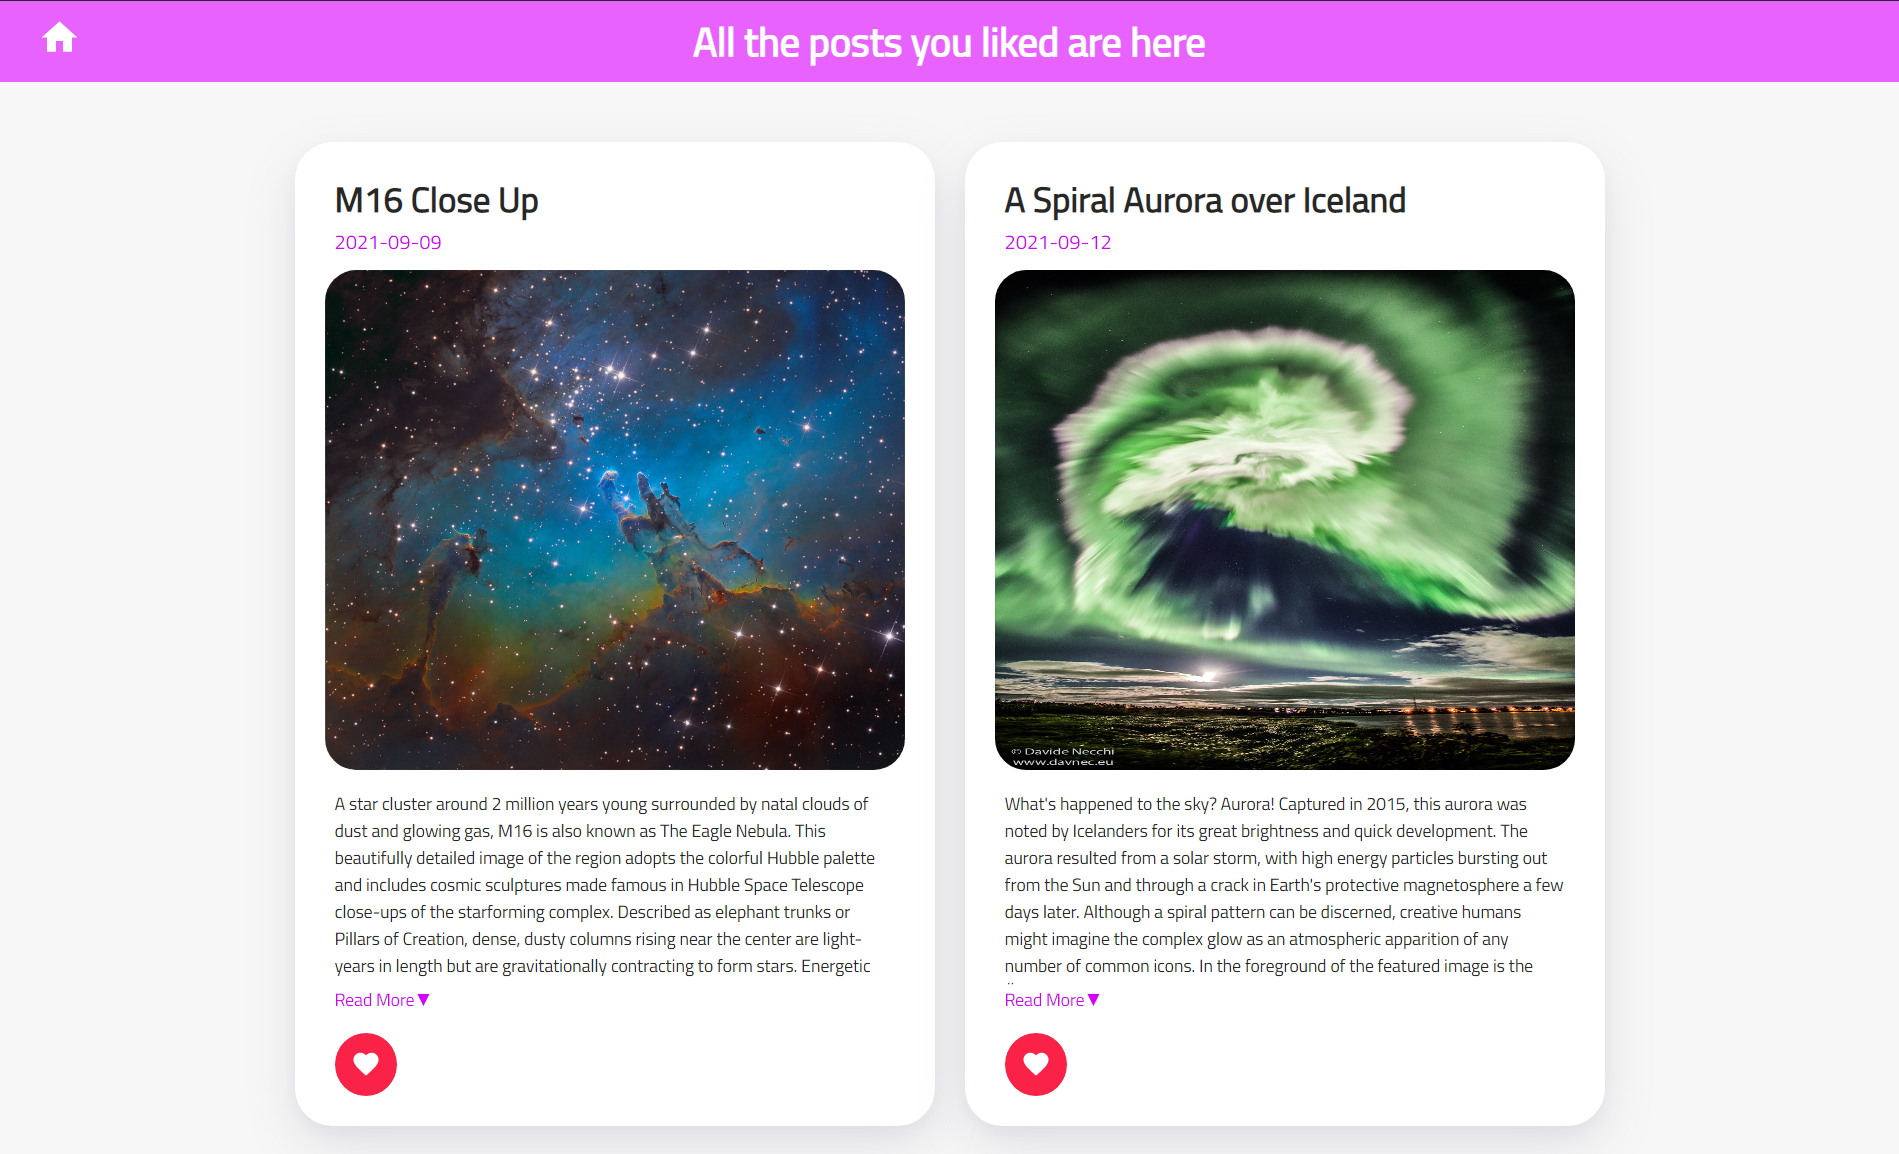 All the posts you liked are here
M16 Close Up
2021-09-09
A star cluster around 2 million years young surrounded by natal clouds of
dust and glowing gas, M16 is also known as The Eagle Nebula. This
beautifully detailed image of the region adopts the colorful Hubble palette
and includes cosmic sculptures made famous in Hubble Space Telescope
close-ups of the starforming complex. Described as elephant trunks or
Pillars of Creation, dense, dusty columns rising near the center are light-
years in length but are gravitationally contracting to form stars. Energetic
Read More ▼
A Spiral Aurora over Iceland
2021-09-12
© Davide Necchi
www.davnec.eu
What's happened to the sky? Aurora! Captured in 2015, this aurora was
noted by Icelanders for its great brightness and quick development. The
aurora resulted from a solar storm, with high energy particles bursting out
from the Sun and through a crack in Earth's protective magnetosphere a few
days later. Although a spiral pattern can be discerned, creative humans
might imagine the complex glow as an atmospheric apparition of any
number of common icons. In the foreground of the featured image is the
Read More ▼